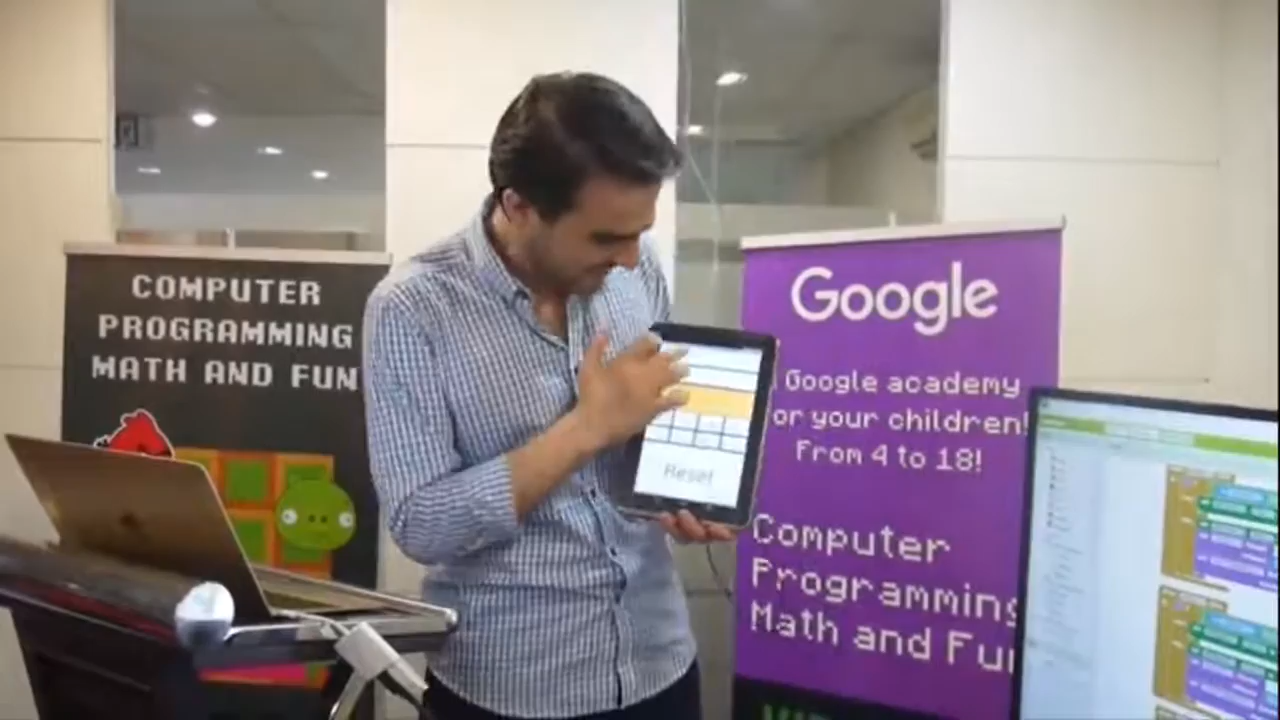 COMPUTER
PROGRAMMING
MATH AND FUN
Google
Google academy
or your children!
From 4 to 18!
Computer
Programming
Math and Fun
Reset